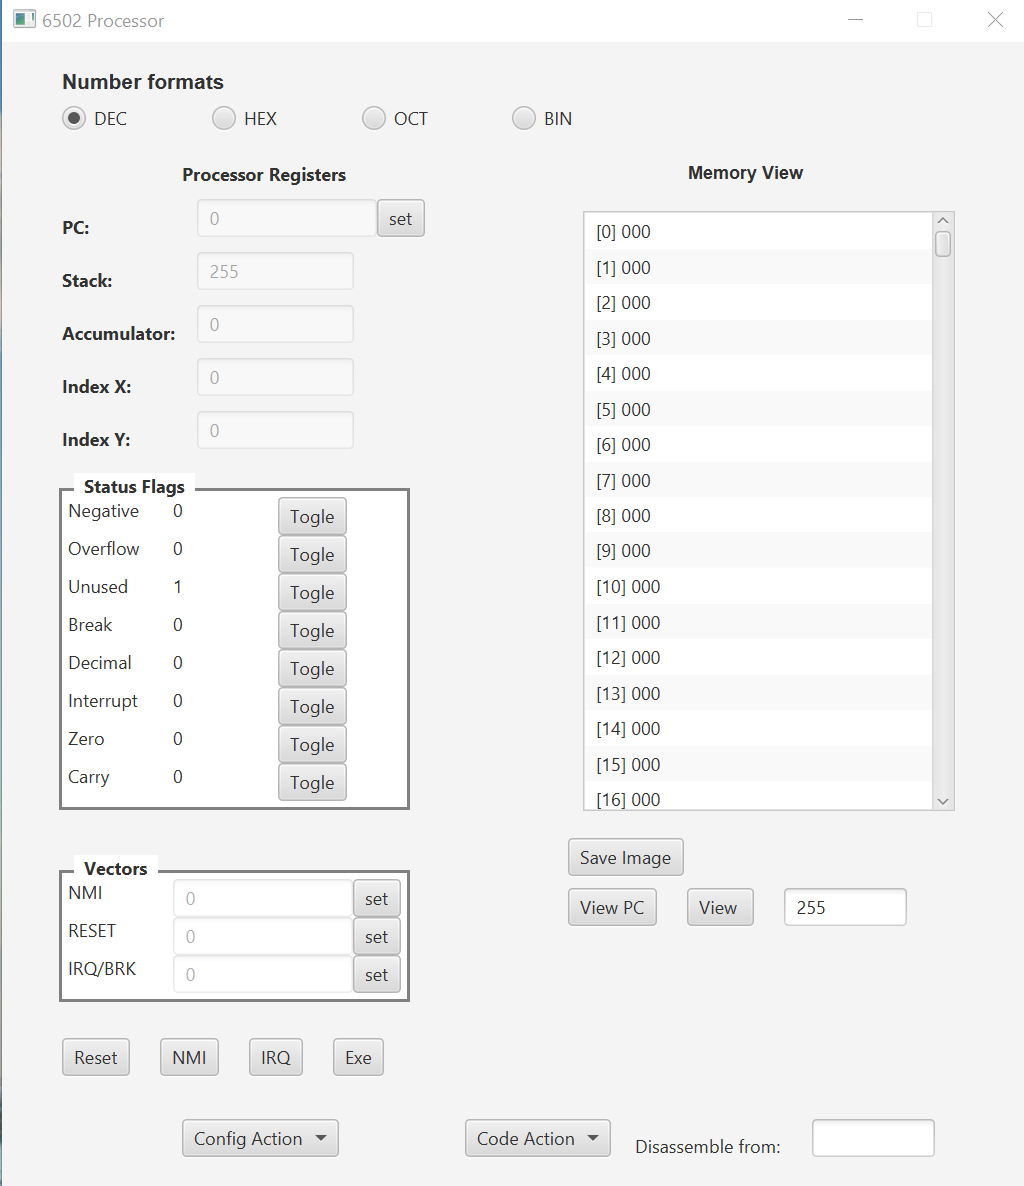 6502 Processor
Number formats
DEC HEX OCT BIN
Processor Registers
PC: 0 set
Stack: 255
Accumulator: 0
Index X: 0
Index Y: 0
Status Flags
Negative 0 Togle
Overflow 0 Togle
Unused 1 Togle
Break 0 Togle
Decimal 0 Togle
Interrupt 0 Togle
Zero 0 Togle
Carry 0 Togle
Vectors
NMI 0 set
RESET 0 set
IRQ/BRK 0 set
Reset NMI IRQ Exe
Memory View
[0] 000
[1] 000
[2] 000
[3] 000
[4] 000
[5] 000
[6] 000
[7] 000
[8] 000
[9] 000
[10] 000
[11] 000
[12] 000
[13] 000
[14] 000
[15] 000
[16] 000
Save Image
View PC View 255
Config Action Code Action Disassemble from: